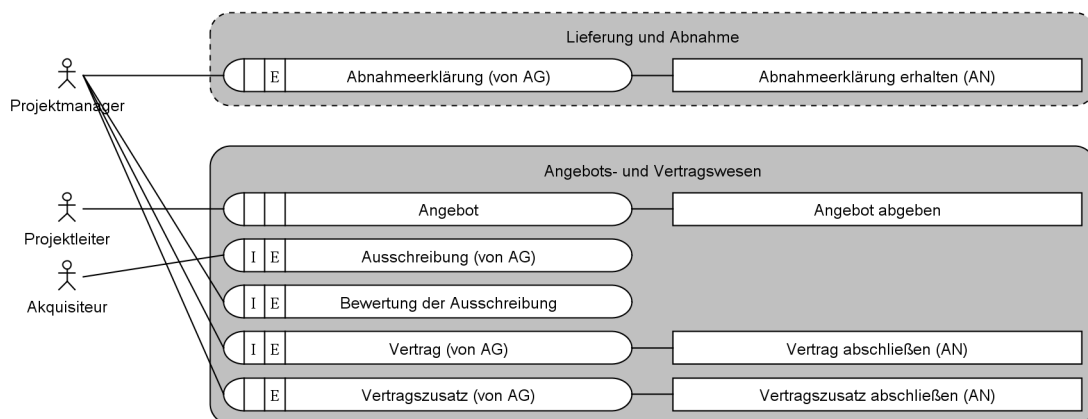 Lieferung und Abnahme
E Abnahmeerklärung (von AG) Abnahmeerklärung erhalten (AN)
Projektmanager
Angebots- und Vertragswesen
Angebot Angebot abgeben
Projektleiter
I E Ausschreibung (von AG)
Akquisiteur
I E Bewertung der Ausschreibung
I E Vertrag (von AG) Vertrag abschließen (AN)
E Vertragszusatz (von AG) Vertragszusatz abschließen (AN)